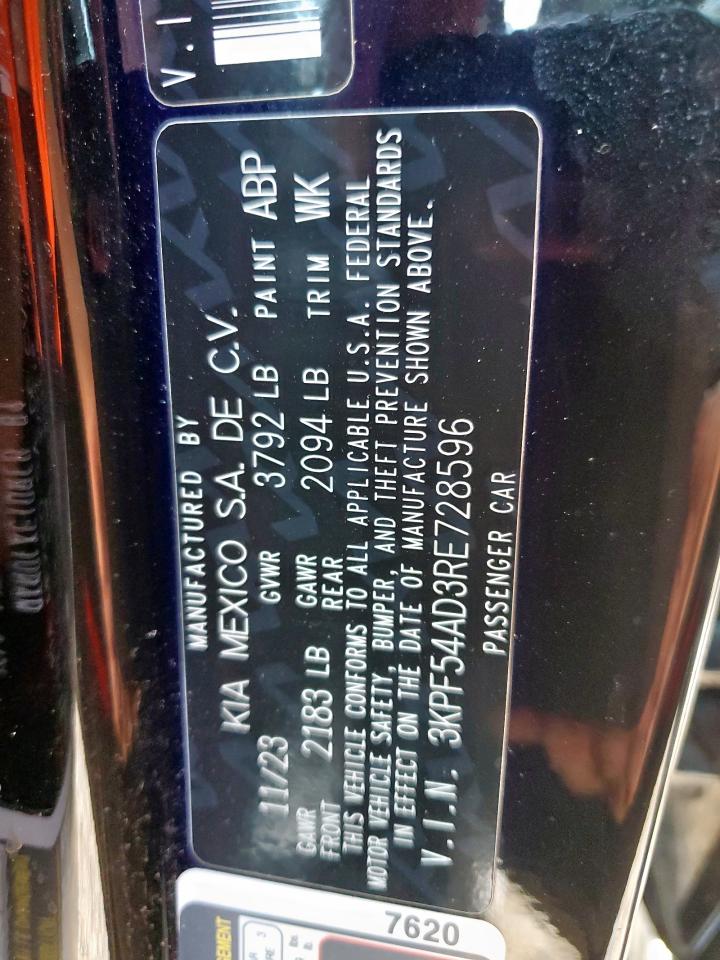 MANUFACTURED BY
KIA MEXICO S.A. DE C.V.
11/23 GVWR 3792 LB PAINT ABP
GAWR FRONT 2183 LB GAWR REAR 2094 LB TRIM WK
THIS VEHICLE CONFORMS TO ALL APPLICABLE U.S.A. FEDERAL
MOTOR VEHICLE SAFETY, BUMPER, AND THEFT PREVENTION STANDARDS
IN EFFECT ON THE DATE OF MANUFACTURE SHOWN ABOVE.
V.I.N. 3KPF54AD3RE728596
PASSENGER CAR
V.I
7620